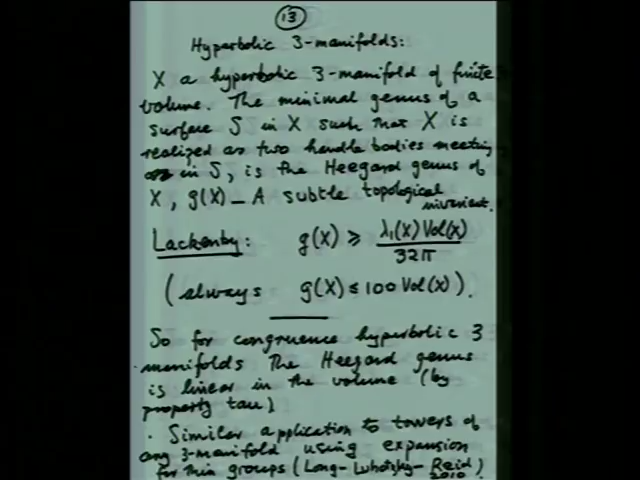 13
Hyperbolic 3-manifolds:
X a hyperbolic 3-manifold of finite
volume. The minimal genus of a
surface S in X such that X is
realized as two handle bodies meeting
in S, is the Heegard genus of
X, g(X) – A subtle topological
invariant.
Lackenby: g(X) ≥ λ₁(X) Vol(X) / 32π
(always g(X) ≤ 100 Vol(X)).
So for congruence hyperbolic 3
manifolds The Heegard genus
is linear in the volume (by
property tau)
. Similar application to towers of
any 3-manifold using expansion
for thin groups (Long-Lubotzky-Reid
2010)